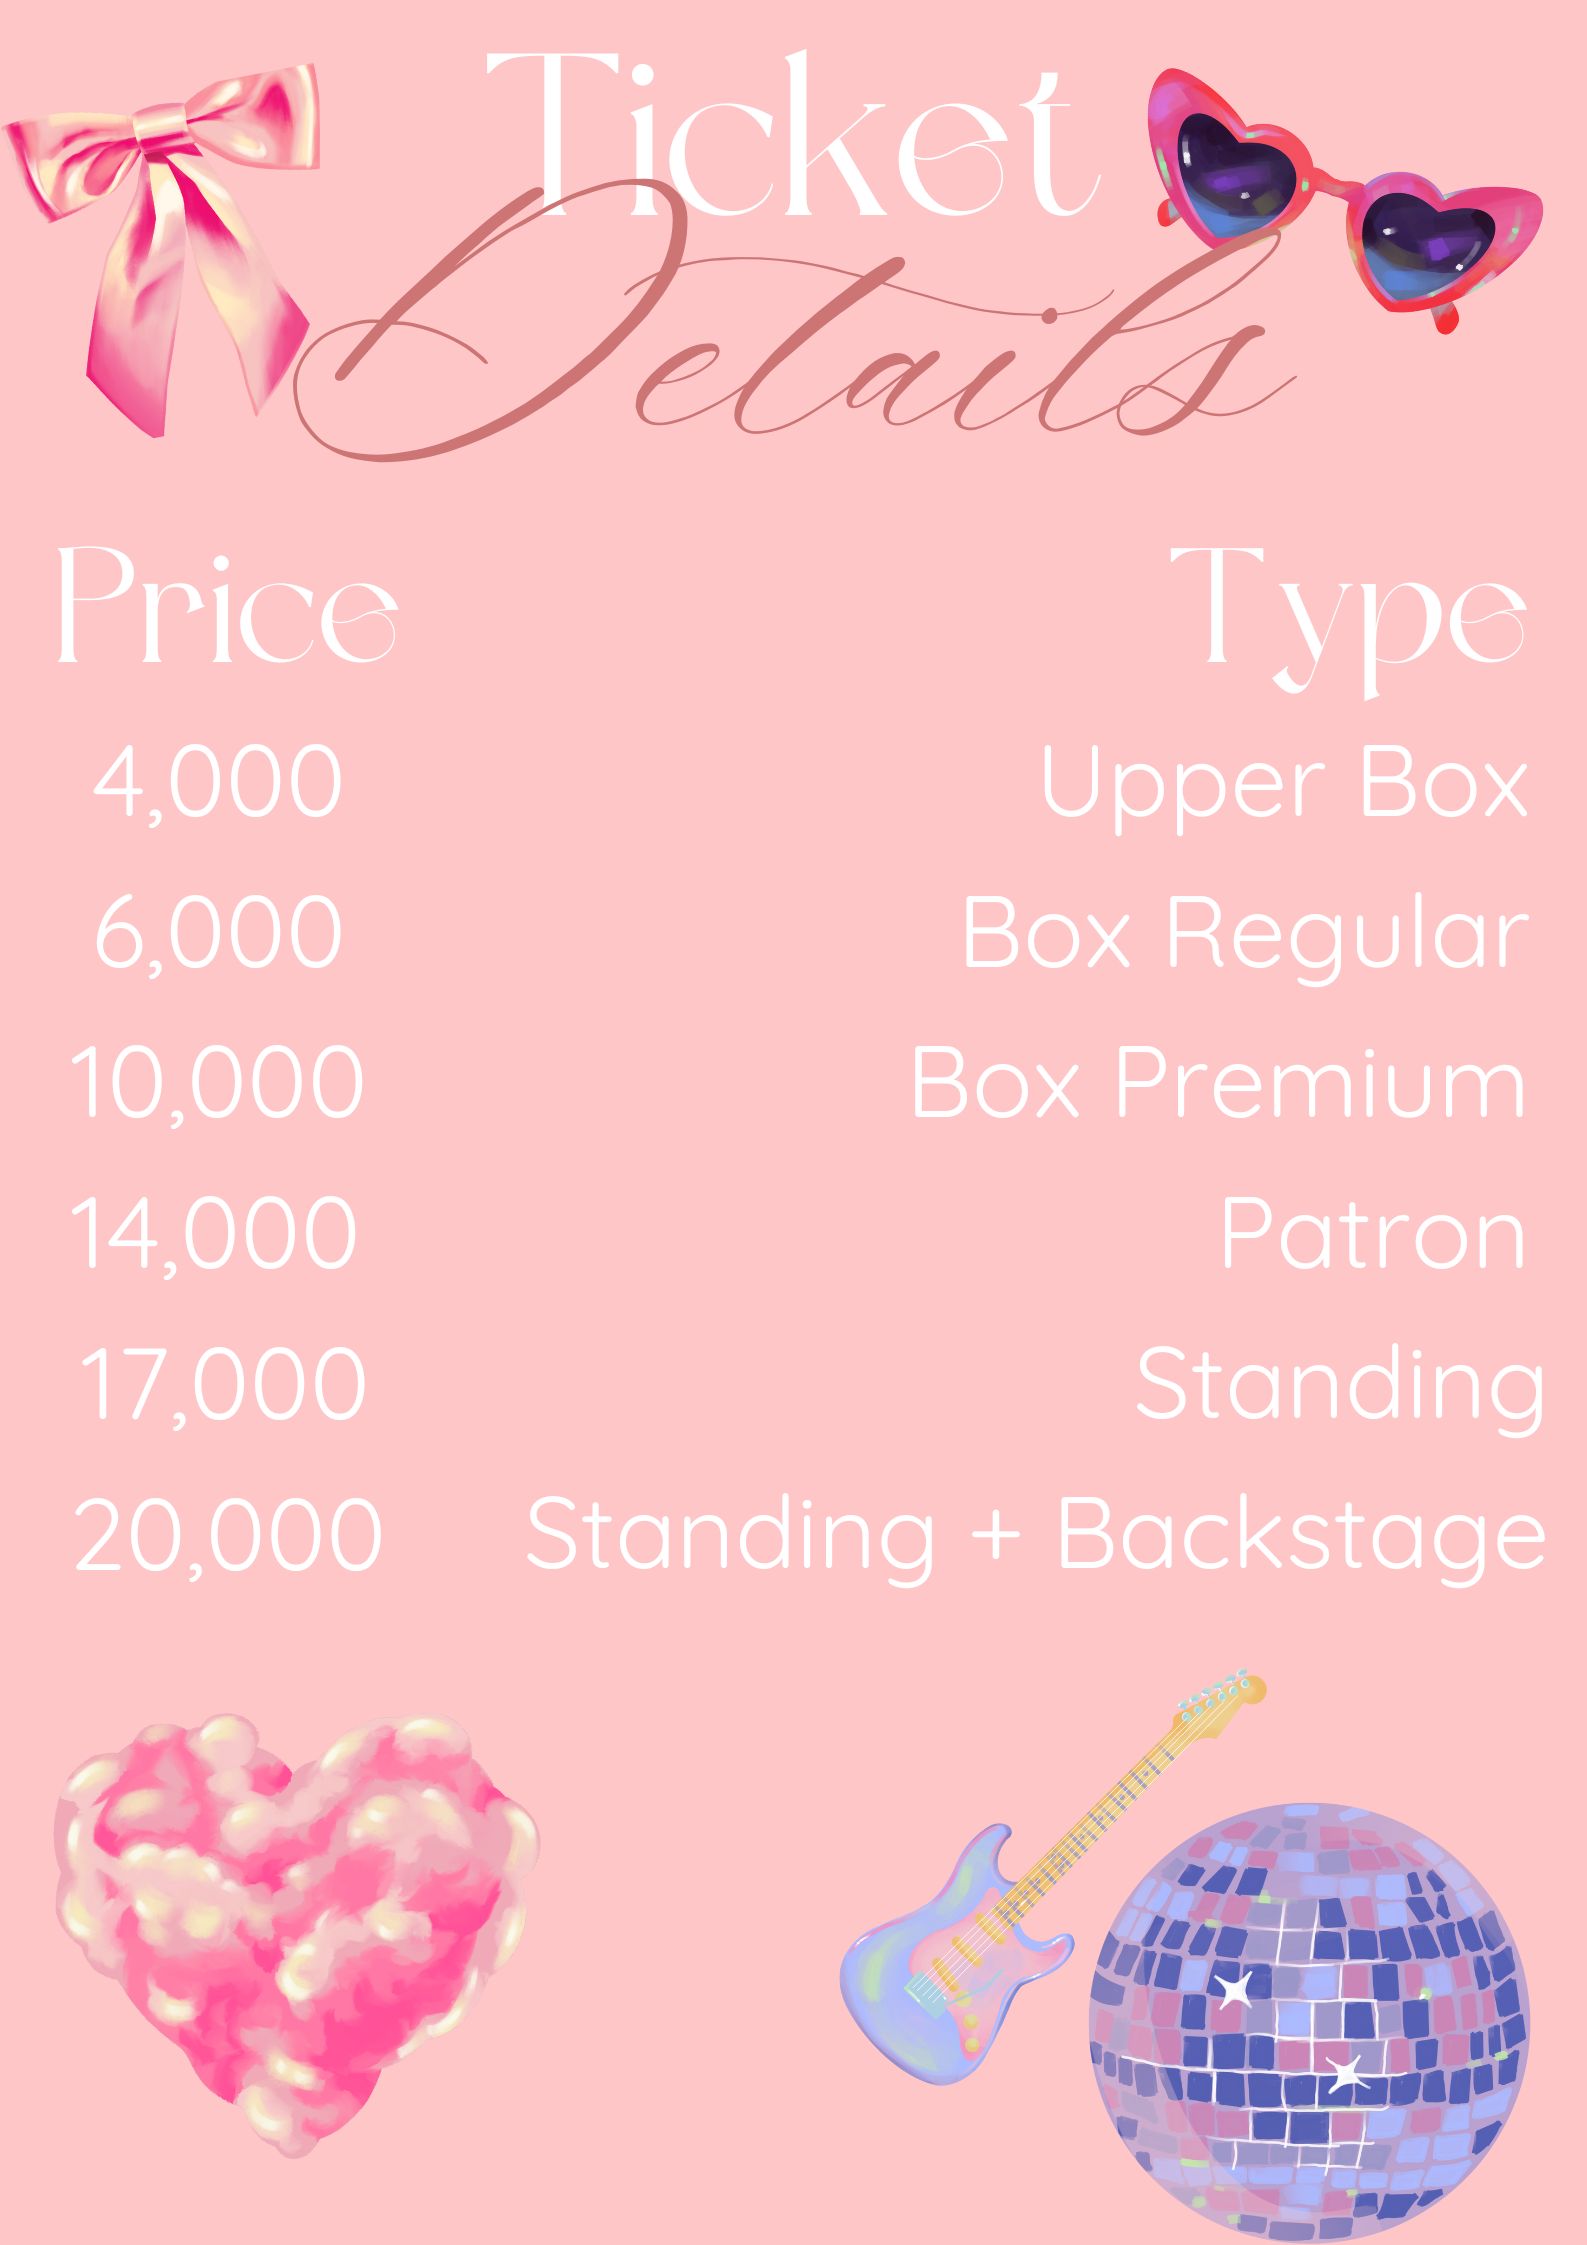 Ticket
Details
Price Type
4,000 Upper Box
6,000 Box Regular
10,000 Box Premium
14,000 Patron
17,000 Standing
20,000 Standing + Backstage